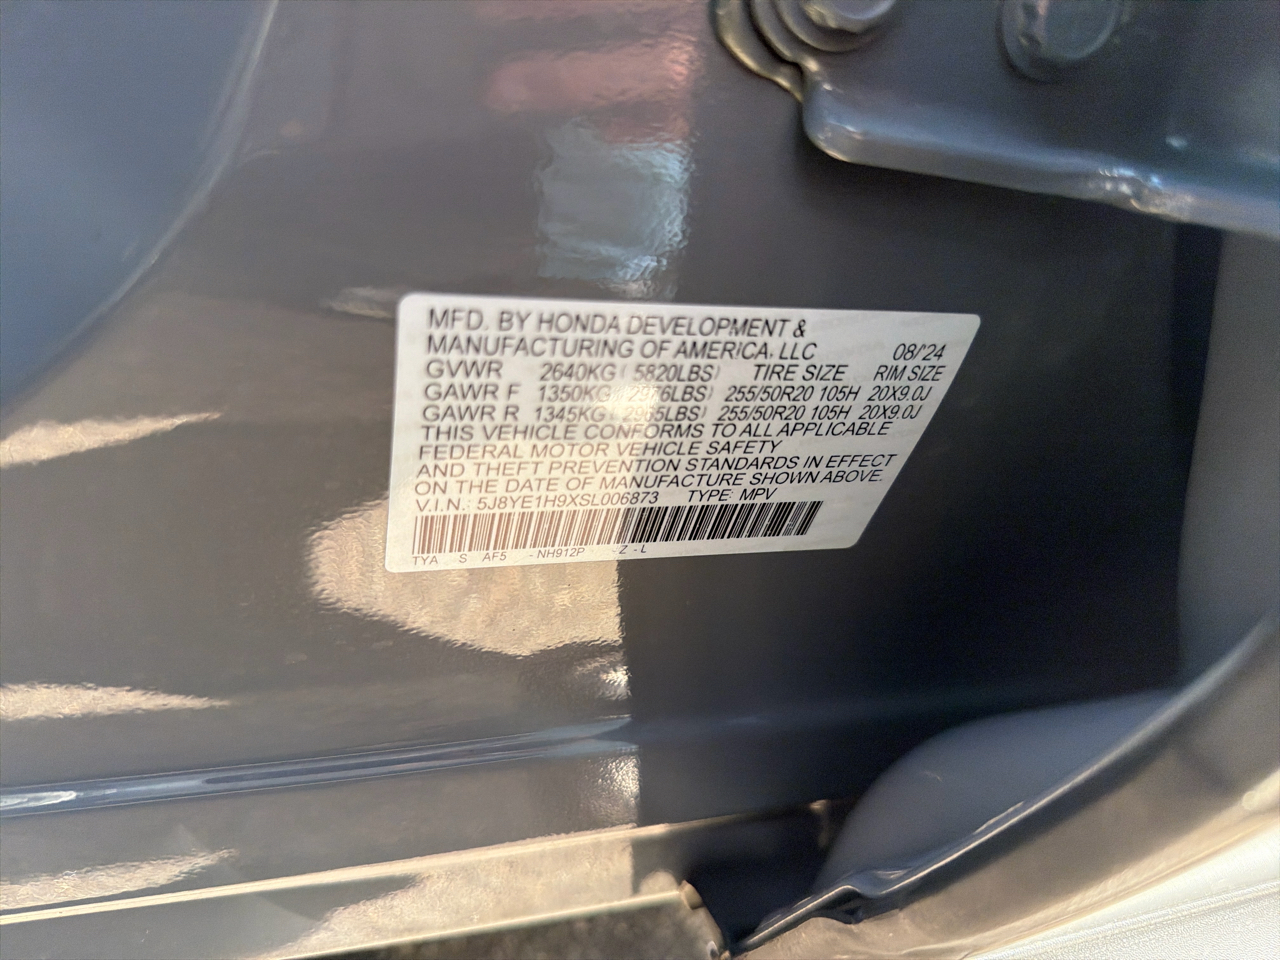 MFD. BY HONDA DEVELOPMENT &
MANUFACTURING OF AMERICA, LLC 08/'24
GVWR 2640KG( 5820LBS) TIRE SIZE RIM SIZE
GAWR F 1350KG( 2976LBS) 255/50R20 105H 20X9.0J
GAWR R 1345KG( 2965LBS) 255/50R20 105H 20X9.0J
THIS VEHICLE CONFORMS TO ALL APPLICABLE
FEDERAL MOTOR VEHICLE SAFETY
AND THEFT PREVENTION STANDARDS IN EFFECT
ON THE DATE OF MANUFACTURE SHOWN ABOVE.
V.I.N.: 5J8YE1H9XSL006873 TYPE: MPV
TYA S AF5 -NH912P -Z-L